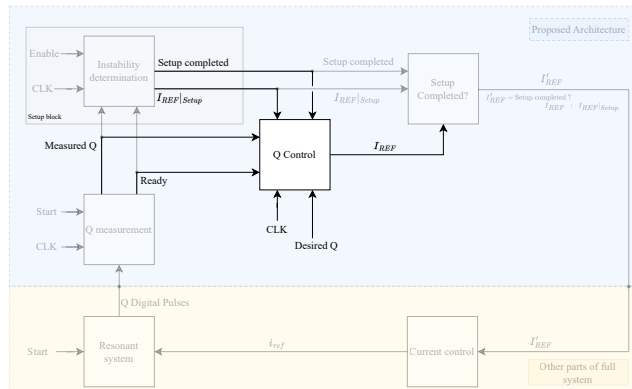 Proposed Architecture
Enable
CLK
Instability
determination
Setup block
Setup completed
I_REF|Setup
Setup completed
I_REF|Setup
Setup
Completed?
I'_REF
I'_REF = Setup completed ?
I_REF : I_REF|Setup
Measured Q
Ready
Q Control
I_REF
CLK
Desired Q
Start
CLK
Q measurement
Q Digital Pulses
Start
Resonant
system
i_ref
Current control
I'_REF
Other parts of full
system